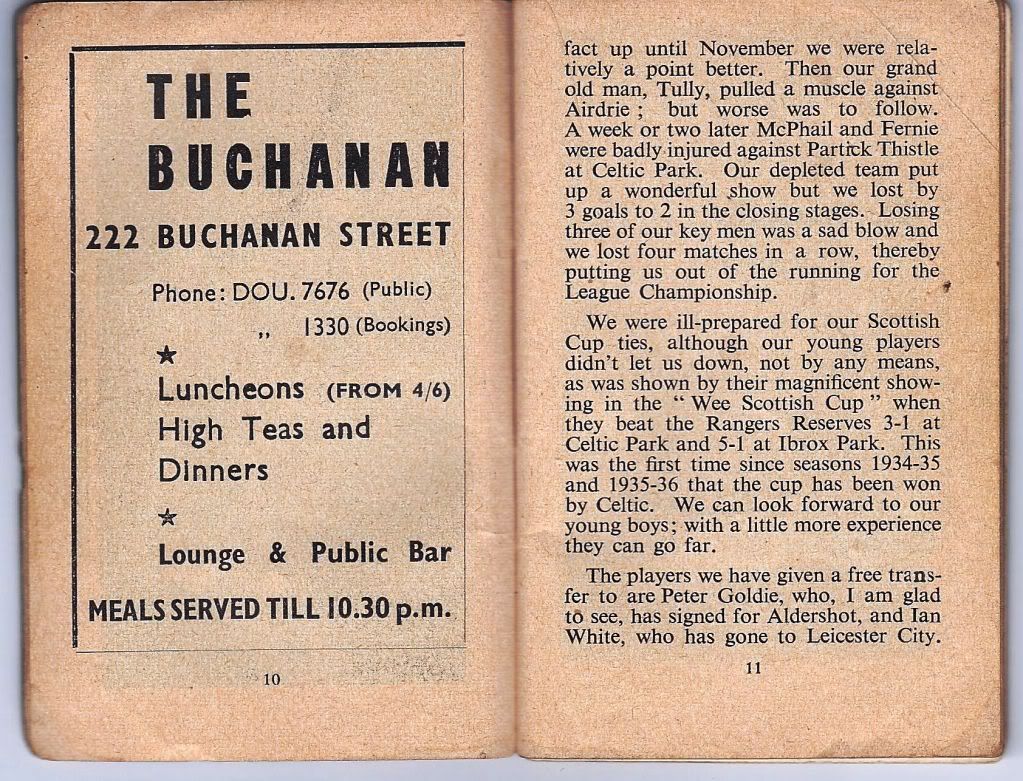 THE
BUCHANAN
222 BUCHANAN STREET
Phone: DOU. 7676 (Public)
„ 1330 (Bookings)
★
Luncheons (FROM 4/6)
High Teas and
Dinners
★
Lounge & Public Bar
MEALS SERVED TILL 10.30 p.m.
10
fact up until November we were rela-
tively a point better. Then our grand
old man, Tully, pulled a muscle against
Airdrie ; but worse was to follow.
A week or two later McPhail and Fernie
were badly injured against Partick Thistle
at Celtic Park. Our depleted team put
up a wonderful show but we lost by
3 goals to 2 in the closing stages. Losing
three of our key men was a sad blow and
we lost four matches in a row, thereby
putting us out of the running for the
League Championship.
We were ill-prepared for our Scottish
Cup ties, although our young players
didn't let us down, not by any means,
as was shown by their magnificent show-
ing in the “ Wee Scottish Cup ” when
they beat the Rangers Reserves 3-1 at
Celtic Park and 5-1 at Ibrox Park. This
was the first time since seasons 1934-35
and 1935-36 that the cup has been won
by Celtic. We can look forward to our
young boys; with a little more experience
they can go far.
The players we have given a free trans-
fer to are Peter Goldie, who, I am glad
to see, has signed for Aldershot, and Ian
White, who has gone to Leicester City.
11